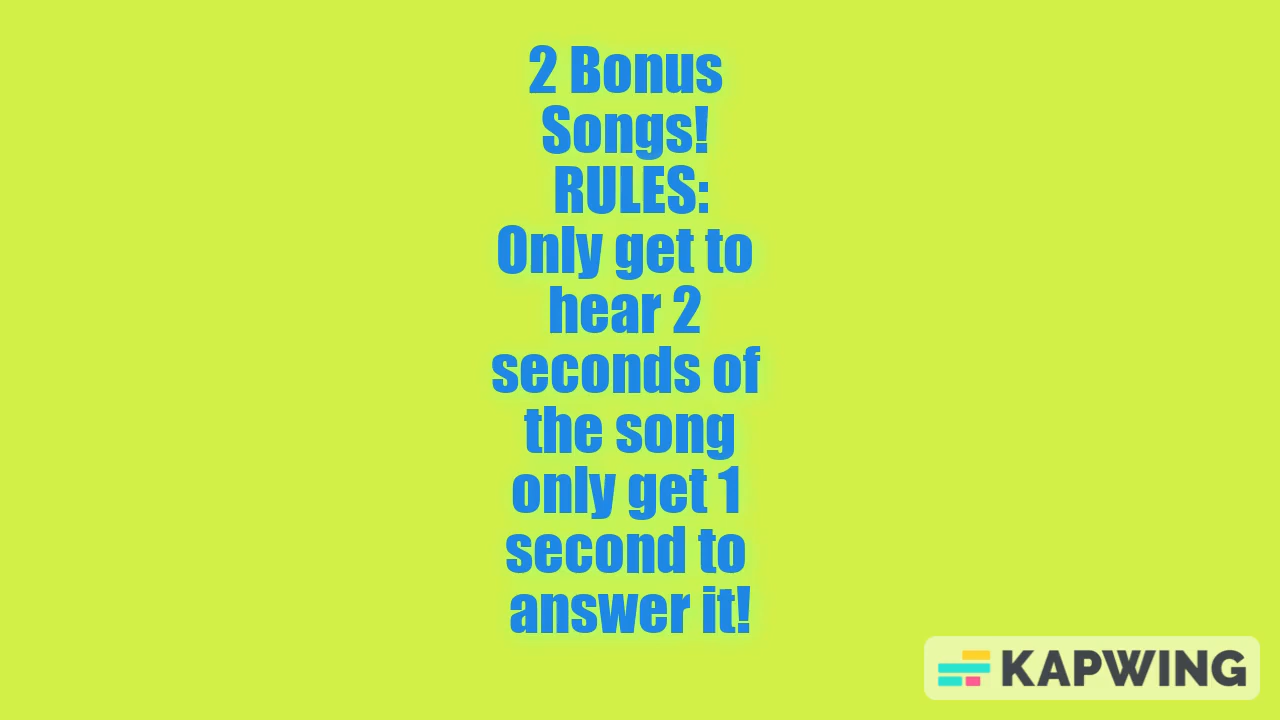 2 Bonus
Songs!
RULES:
Only get to
hear 2
seconds of
the song
only get 1
second to
answer it!
KAPWING